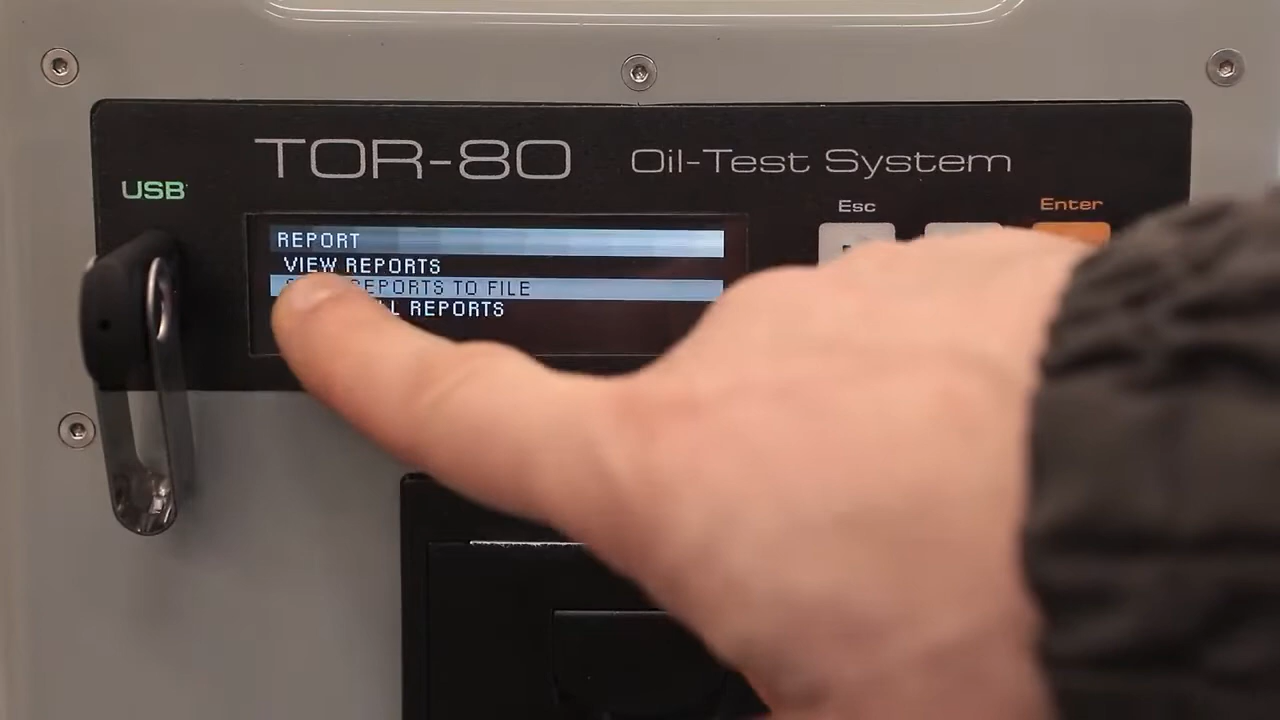 TOR-80 Oil-Test System
USB
Esc
Enter
REPORT
VIEW REPORTS
REPORTS TO FILE
REPORTS